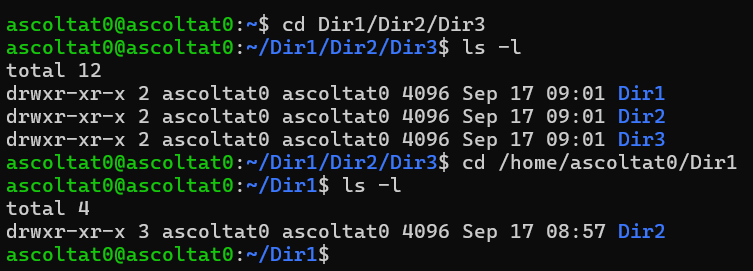 ascoltat0@ascoltat0:~$ cd Dir1/Dir2/Dir3
ascoltat0@ascoltat0:~/Dir1/Dir2/Dir3$ ls -l
total 12
drwxr-xr-x 2 ascoltat0 ascoltat0 4096 Sep 17 09:01 Dir1
drwxr-xr-x 2 ascoltat0 ascoltat0 4096 Sep 17 09:01 Dir2
drwxr-xr-x 2 ascoltat0 ascoltat0 4096 Sep 17 09:01 Dir3
ascoltat0@ascoltat0:~/Dir1/Dir2/Dir3$ cd /home/ascoltat0/Dir1
ascoltat0@ascoltat0:~/Dir1$ ls -l
total 4
drwxr-xr-x 3 ascoltat0 ascoltat0 4096 Sep 17 08:57 Dir2
ascoltat0@ascoltat0:~/Dir1$